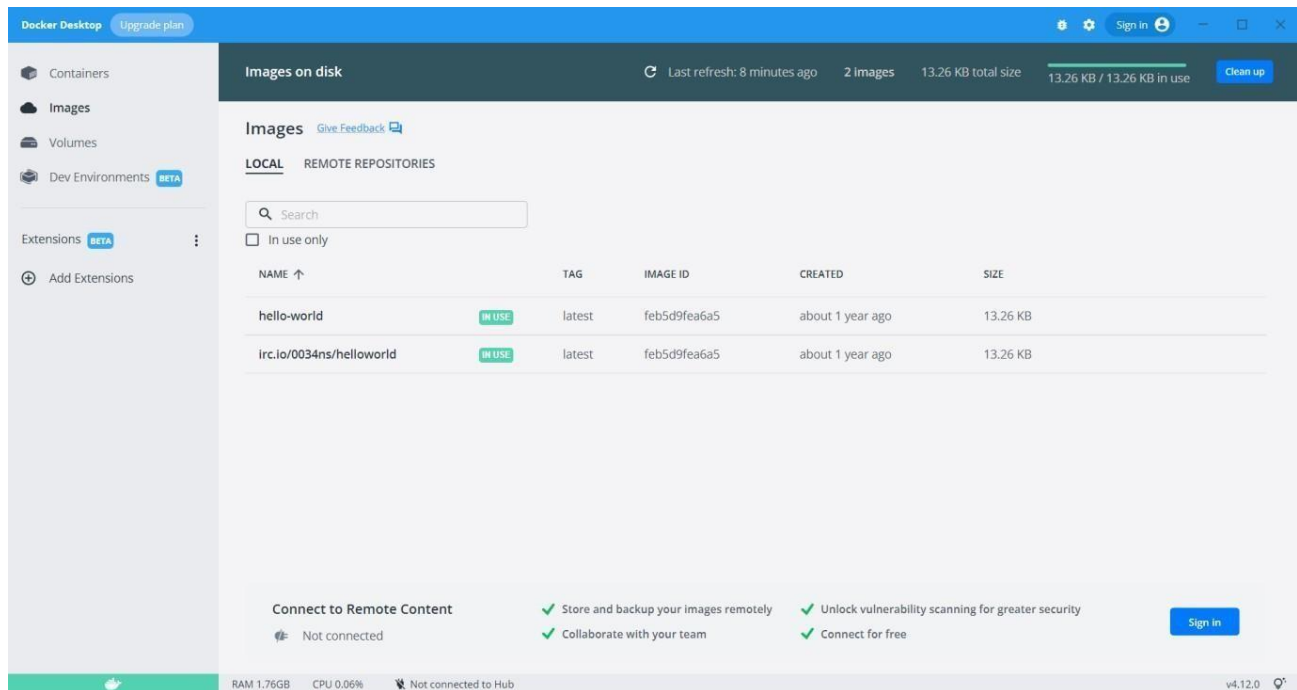 Docker Desktop Upgrade plan Sign in
Containers
Images
Volumes
Dev Environments BETA
Extensions BETA
Add Extensions
Images on disk Last refresh: 8 minutes ago 2 images 13.26 KB total size 13.26 KB / 13.26 KB in use Clean up
Images Give Feedback
LOCAL REMOTE REPOSITORIES
Search
In use only
NAME TAG IMAGE ID CREATED SIZE
hello-world IN USE latest feb5d9fea6a5 about 1 year ago 13.26 KB
irc.io/0034ns/helloworld IN USE latest feb5d9fea6a5 about 1 year ago 13.26 KB
Connect to Remote Content
Not connected
Store and backup your images remotely
Collaborate with your team
Unlock vulnerability scanning for greater security
Connect for free
Sign in
RAM 1.76GB CPU 0.06% Not connected to Hub v4.12.0